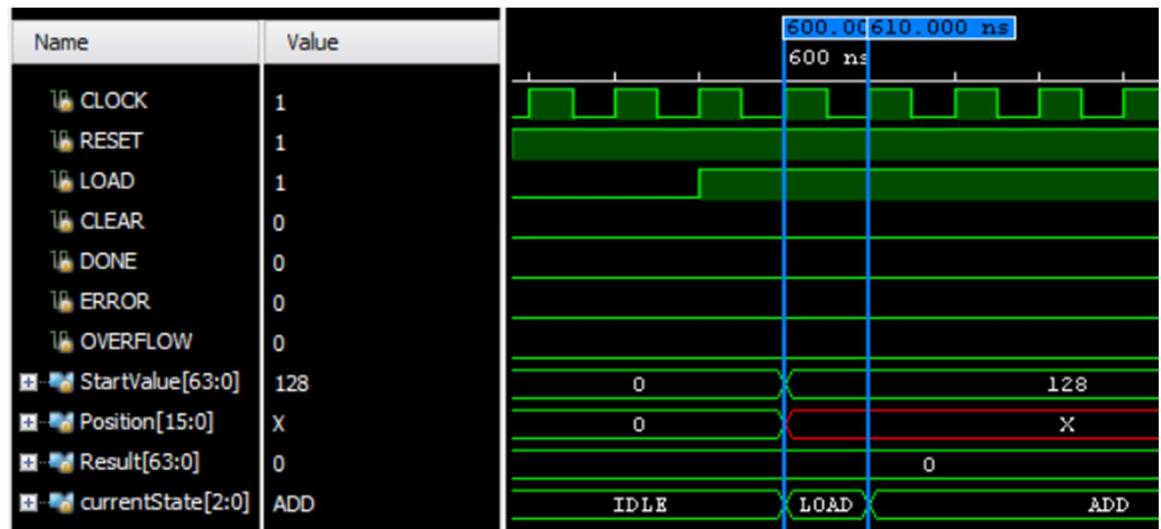 Name Value 600.00 610.000 ns
600 ns
CLOCK 1
RESET 1
LOAD 1
CLEAR 0
DONE 0
ERROR 0
OVERFLOW 0
StartValue[63:0] 128 0 128
Position[15:0] X 0 X
Result[63:0] 0 0
currentState[2:0] ADD IDLE LOAD ADD